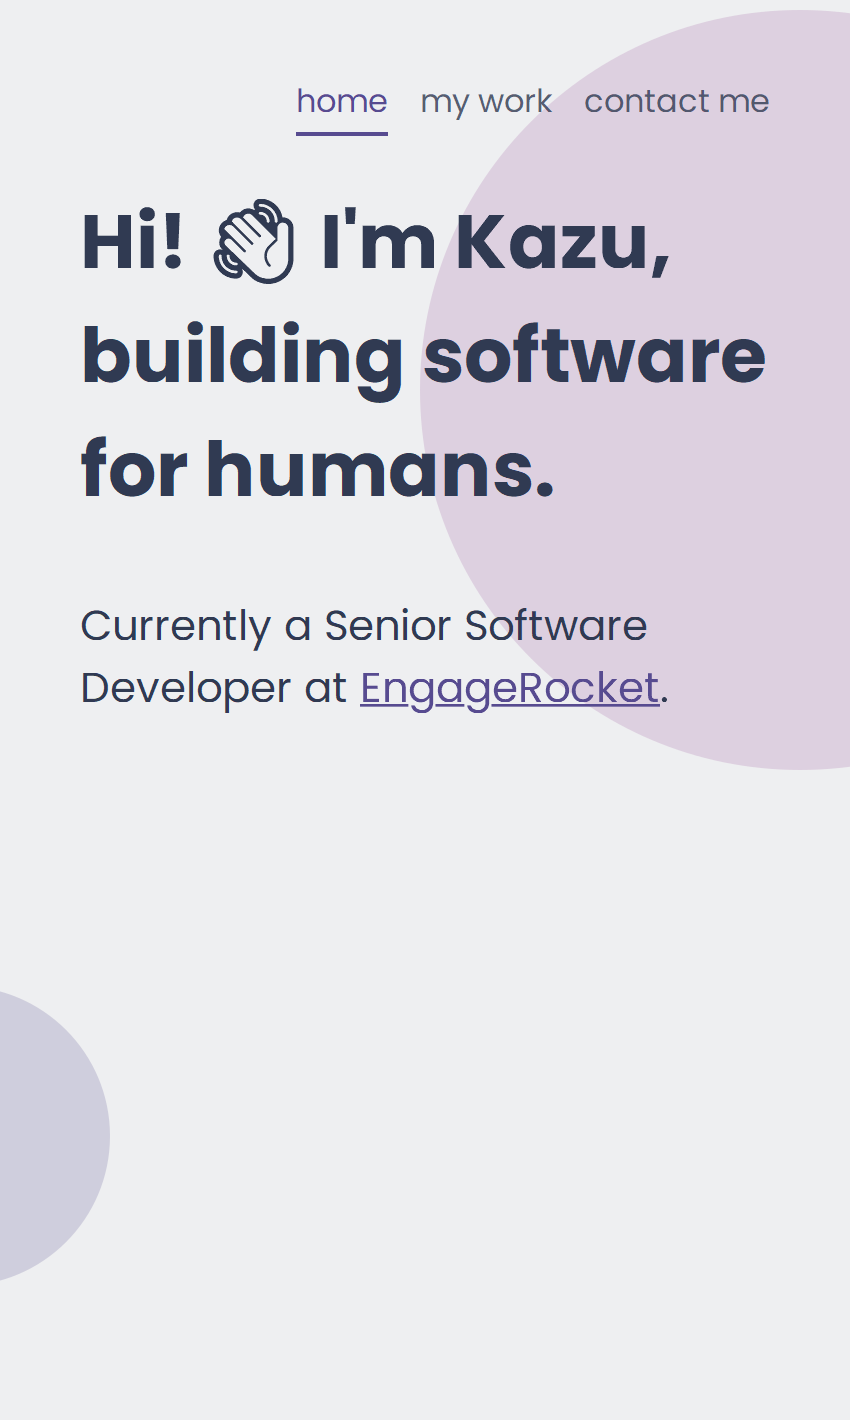 home my work contact me
Hi! 👋 I'm Kazu,
building software
for humans.
Currently a Senior Software
Developer at EngageRocket.